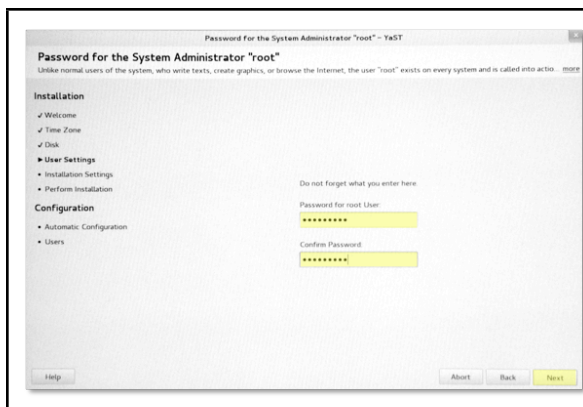 Password for the System Administrator "root" - YaST
Password for the System Administrator "root"
Unlike normal users of the system, who write texts, create graphics, or browse the Internet, the user "root" exists on every system and is called into actio... more
Installation
✓ Welcome
✓ Time Zone
✓ Disk
▶ User Settings
• Installation Settings
• Perform Installation
Configuration
• Automatic Configuration
• Users
Do not forget what you enter here.
Password for root User:
•••••••••
Confirm Password:
•••••••••
Help
Abort
Back
Next